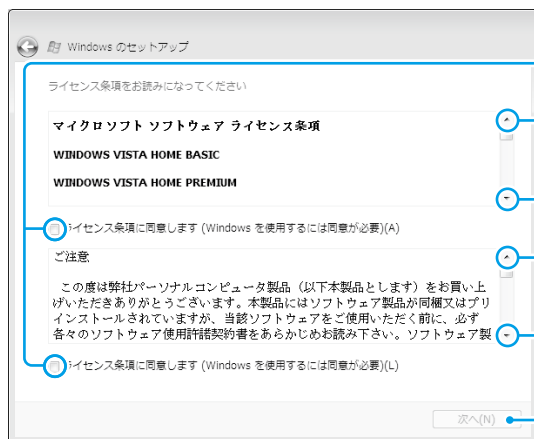 Windows のセットアップ
ライセンス条項をお読みになってください
マイクロソフト ソフトウェア ライセンス条項
WINDOWS VISTA HOME BASIC
WINDOWS VISTA HOME PREMIUM
ライセンス条項に同意します (Windows を使用するには同意が必要)(A)
ご注意
この度は弊社パーソナルコンピュータ製品（以下本製品とします）をお買い上
げいただきありがとうございます。本製品にはソフトウェア製品が同梱又はプリ
インストールされていますが、当該ソフトウェアをご使用いただく前に、必ず
各々のソフトウェア使用許諾契約書をあらかじめお読み下さい。ソフトウェア製
ライセンス条項に同意します (Windows を使用するには同意が必要)(L)
次へ(N)